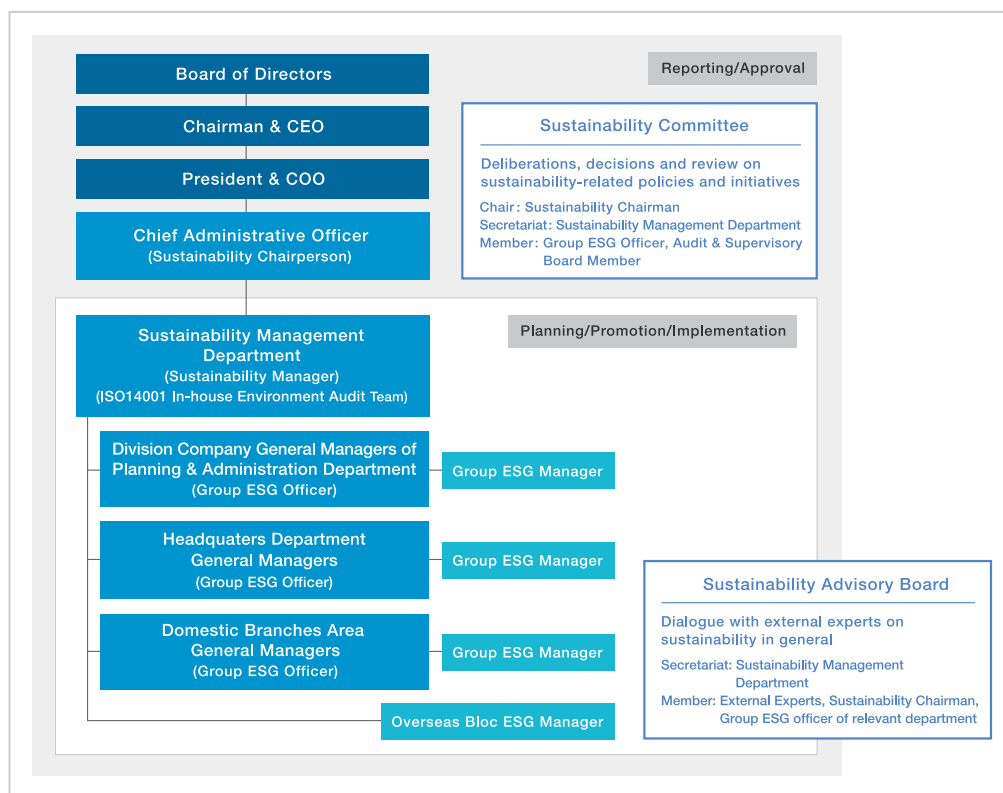 Board of Directors
Chairman & CEO
President & COO
Chief Administrative Officer
(Sustainability Chairperson)
Reporting/Approval
Sustainability Committee
Deliberations, decisions and review on
sustainability-related policies and initiatives
Chair : Sustainability Chairman
Secretariat: Sustainability Management Department
Member: Group ESG Officer, Audit & Supervisory
Board Member
Planning/Promotion/Implementation
Sustainability Management
Department
(Sustainability Manager)
(ISO14001 In-house Environment Audit Team)
Division Company General Managers of
Planning & Administration Department
(Group ESG Officer)
Group ESG Manager
Headquaters Department
General Managers
(Group ESG Officer)
Group ESG Manager
Domestic Branches Area
General Managers
(Group ESG Officer)
Group ESG Manager
Overseas Bloc ESG Manager
Sustainability Advisory Board
Dialogue with external experts on
sustainability in general
Secretariat: Sustainability Management
Department
Member: External Experts, Sustainability Chairman,
Group ESG officer of relevant department